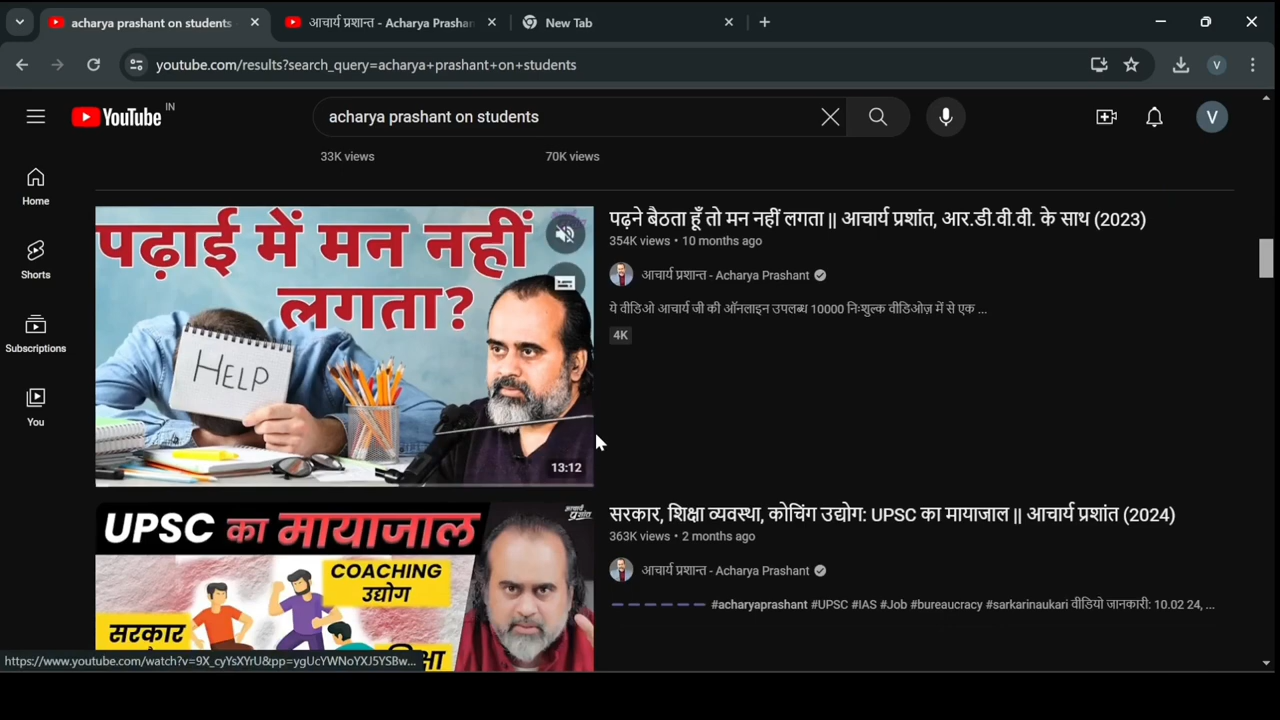 acharya prashant on students
आचार्य प्रशान्त - Acharya Prashan
New Tab
youtube.com/results?search_query=acharya+prashant+on+students
V
YouTube IN
acharya prashant on students
V
33K views
70K views
Home
Shorts
Subscriptions
You
पढ़ाई में मन नहीं
लगता?
HELP
13:12
पढ़ने बैठता हूँ तो मन नहीं लगता || आचार्य प्रशांत, आर.डी.वी.वी. के साथ (2023)
354K views • 10 months ago
आचार्य प्रशान्त - Acharya Prashant
ये वीडिओ आचार्य जी की ऑनलाइन उपलब्ध 10000 निःशुल्क वीडिओज़ में से एक ...
4K
UPSC का मायाजाल
आचार्य प्रशांत
COACHING
उद्योग
सरकार
सरकार, शिक्षा व्यवस्था, कोचिंग उद्योग: UPSC का मायाजाल || आचार्य प्रशांत (2024)
363K views • 2 months ago
आचार्य प्रशान्त - Acharya Prashant
– – – – – – – #acharyaprashant #UPSC #IAS #Job #bureaucracy #sarkarinaukari वीडियो जानकारी: 10.02 24, ...
https://www.youtube.com/watch?v=9X_cyYsXYrU&pp=ygUcYWNoYXJ5YSBw...